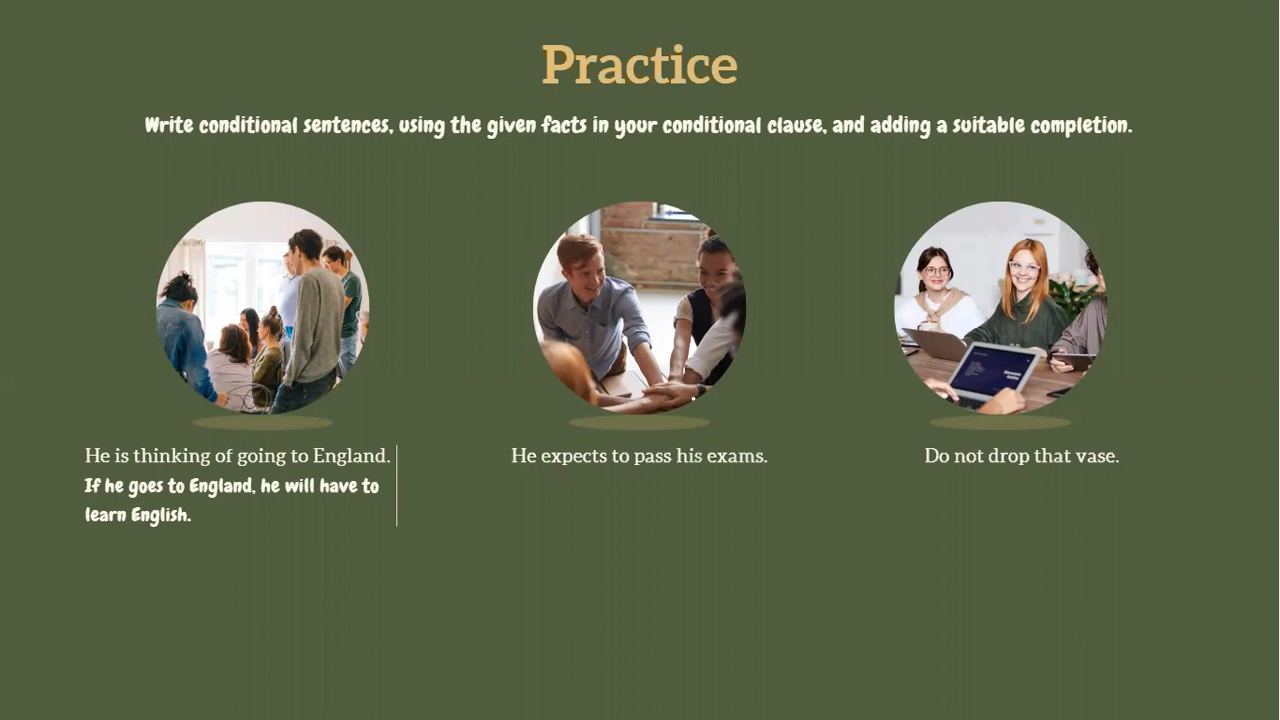 Practice
Write conditional sentences, using the given facts in your conditional clause, and adding a suitable completion.
He is thinking of going to England.
If he goes to England, he will have to
learn English.
He expects to pass his exams.
Do not drop that vase.